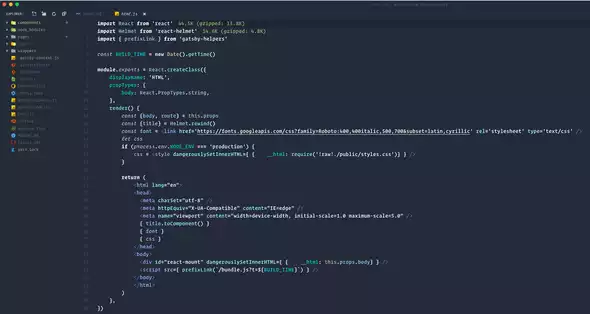 html.js
components
node_modules
pages
wrappers
import React from 'react' 44.5K (gzipped: 13.8K)
import Helmet from 'react-helmet' 14.6K (gzipped: 4.8K)
import { prefixLink } from 'gatsby-helpers'
const BUILD_TIME = new Date().getTime()
module.exports = React.createClass({
displayName: 'HTML',
propTypes: {
body: React.PropTypes.string,
},
render() {
const {body, route} = this.props
const {title} = Helmet.rewind()
const font = <link href='https://fonts.googleapis.com/css?family=Roboto:400,400italic,500,700&subset=latin,cyrillic' rel='stylesheet' type='text/css' />
let css
if (process.env.NODE_ENV === 'production') {
css = <style dangerouslySetInnerHTML={ { __html: require('!raw!./public/styles.css')} } />
}
return (
<html lang="en">
<head>
<meta charSet="utf-8" />
<meta httpEquiv="X-UA-Compatible" content="IE=edge" />
<meta name="viewport" content="width=device-width, initial-scale=1.0 maximum-scale=5.0" />
{ title.toComponent() }
{ font }
{ css }
</head>
<body>
<div id="react-mount" dangerouslySetInnerHTML={ { __html: this.props.body} } />
<script src={ prefixLink(`/bundle.js?t=${BUILD_TIME}`) } />
</body>
</html>
)
},
})